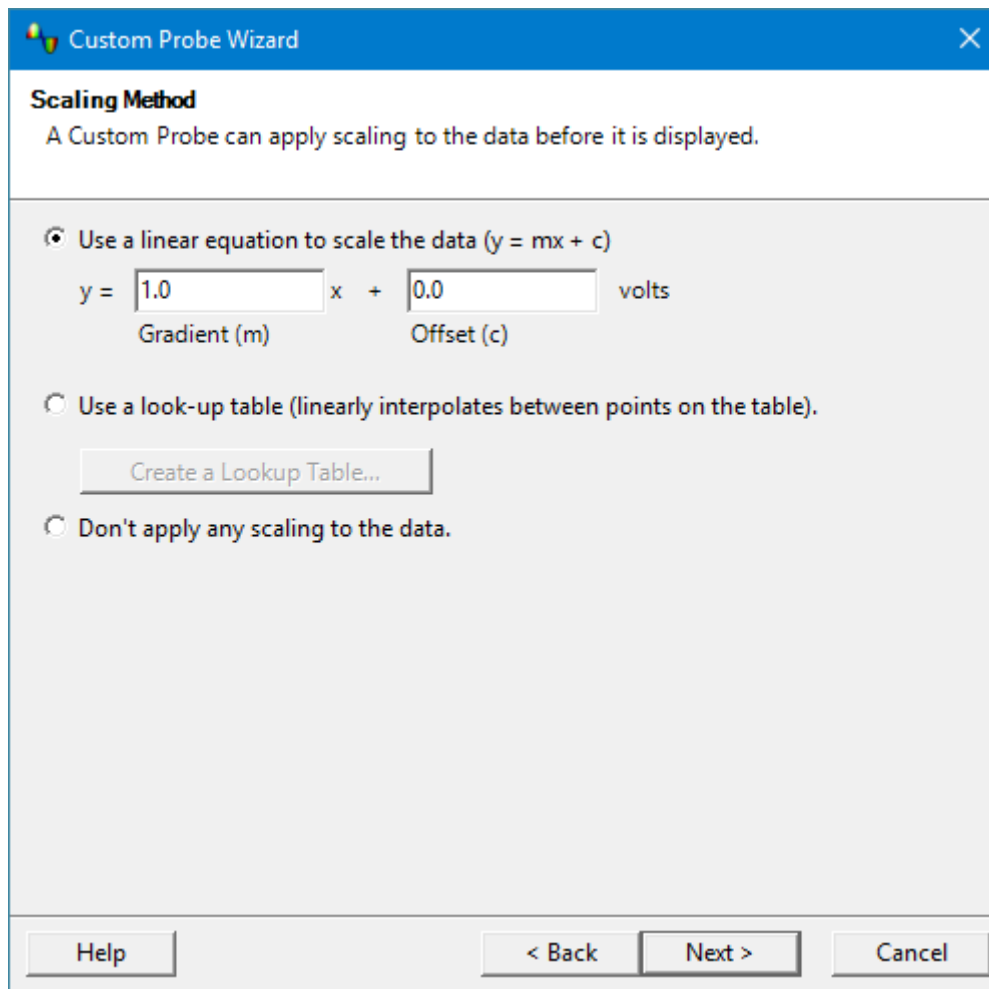 Custom Probe Wizard
Scaling Method
A Custom Probe can apply scaling to the data before it is displayed.
Use a linear equation to scale the data (y = mx + c)
y = 1.0 x + 0.0 volts
Gradient (m) Offset (c)
Use a look-up table (linearly interpolates between points on the table).
Create a Lookup Table...
Don't apply any scaling to the data.
Help < Back Next > Cancel